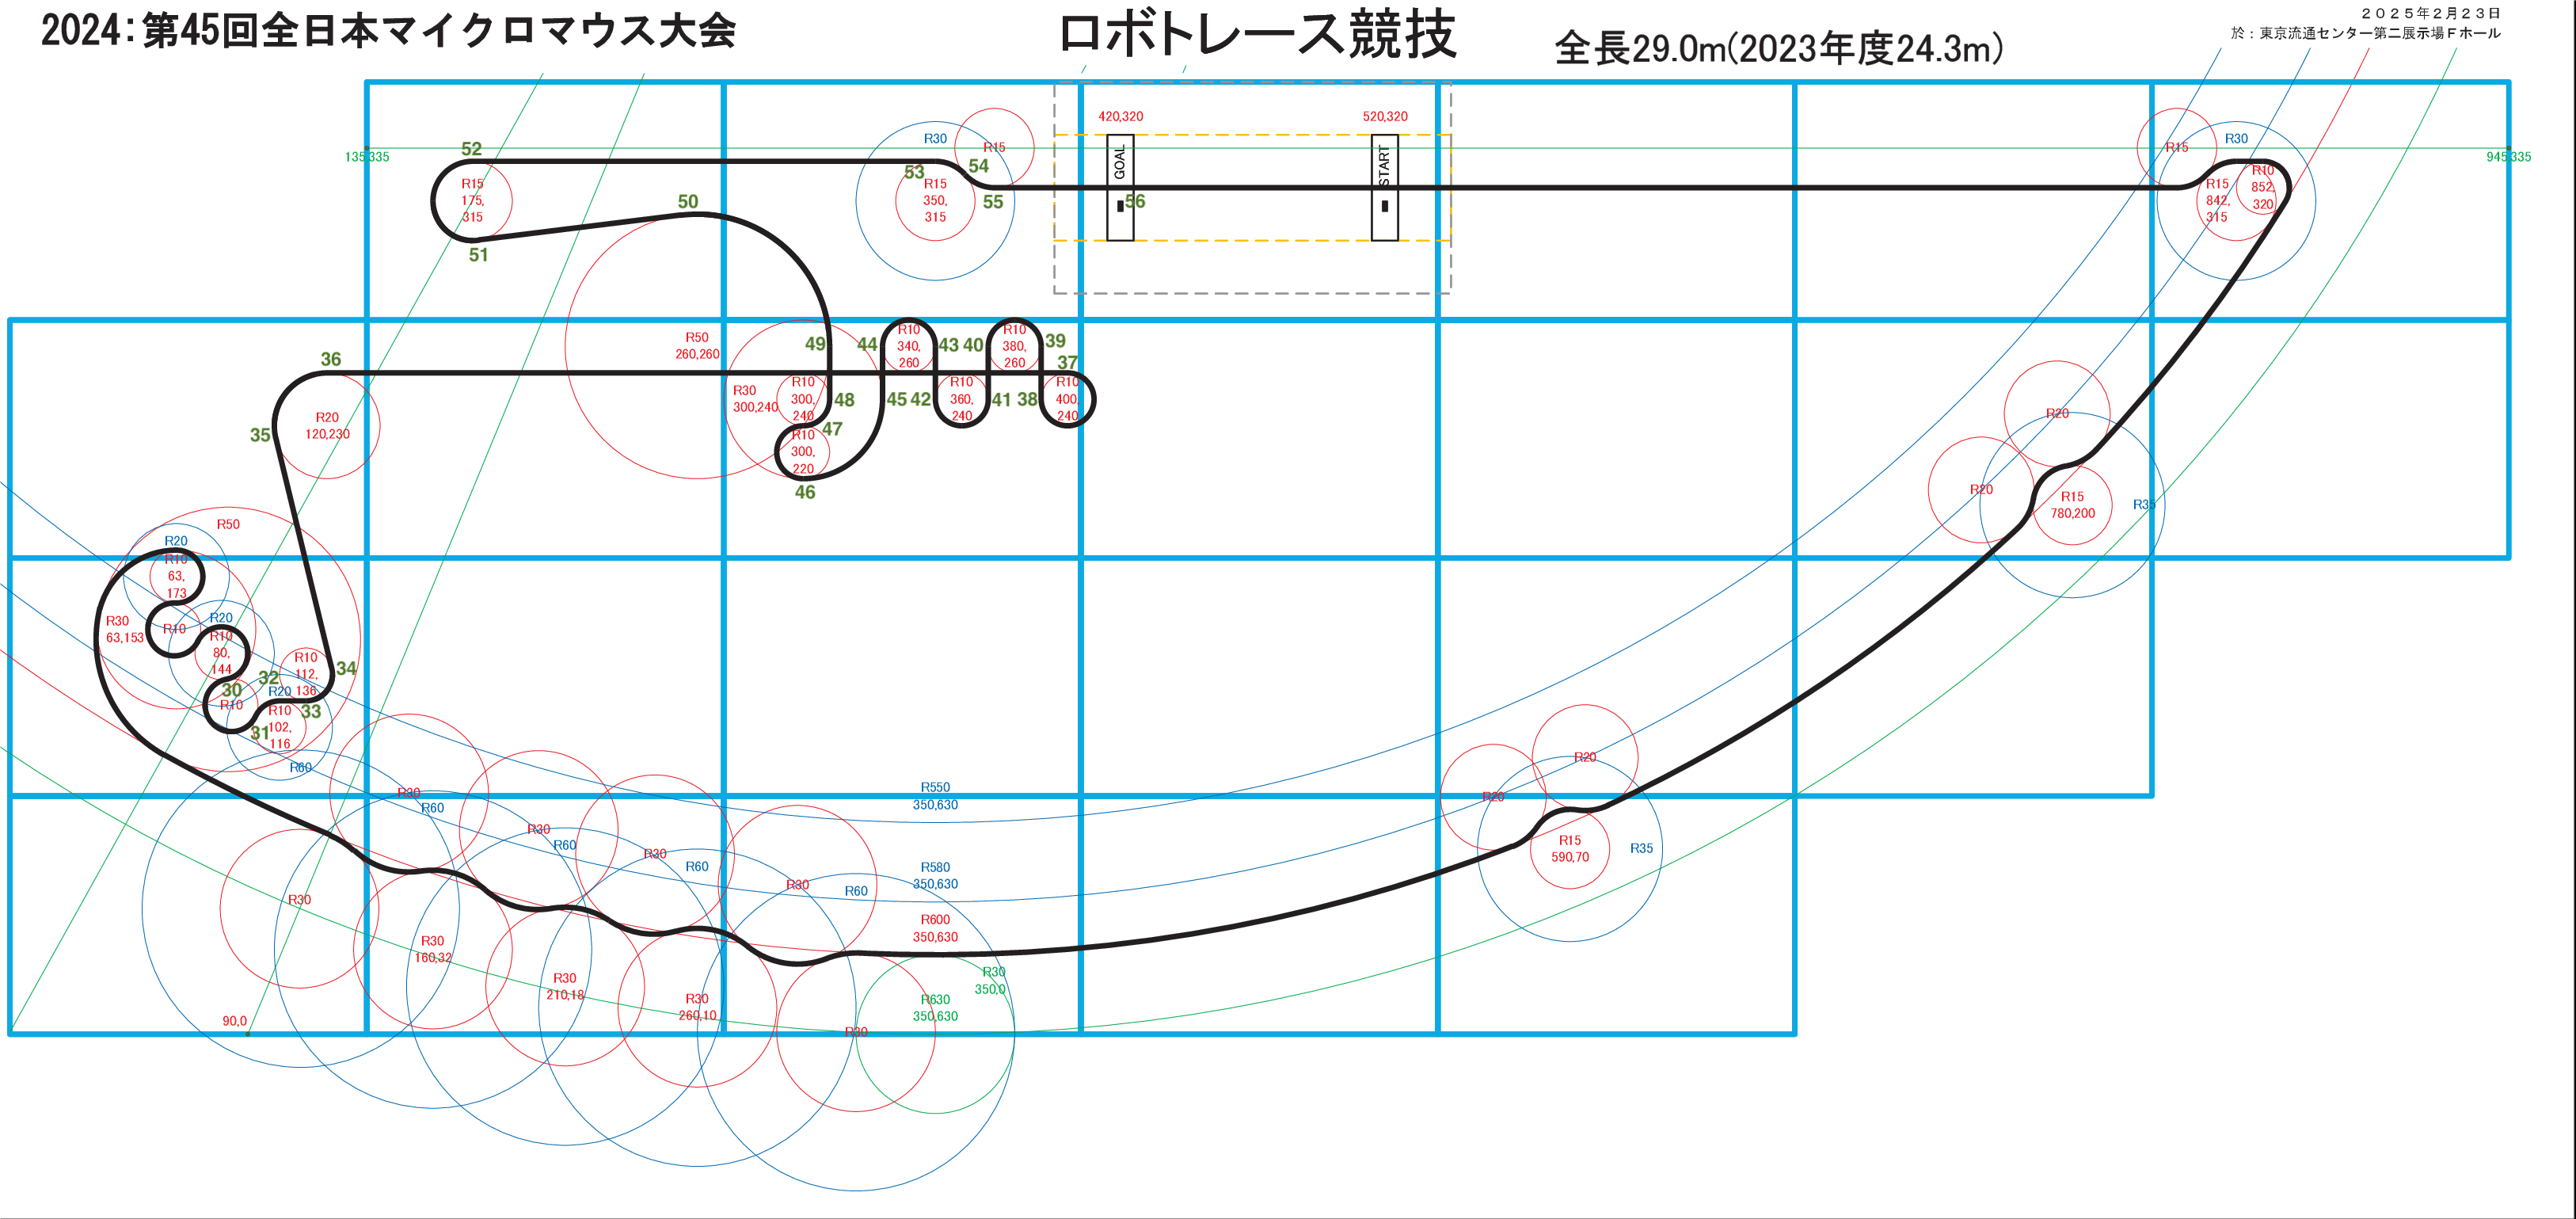 2024：第45回全日本マイクロマウス大会
ロボトレース競技
全長29.0m(2023年度24.3m)
２０２５年２月２３日
於：東京流通センター第二展示場Ｆホール
420,320
520,320
GOAL
START
135,335
945,335
52
R15
175,
315
51
50
R30
R15
53
54
R15
350,
315
55
56
R15
R30
R15
842,
315
R10
852,
320
36
R20
120,230
35
R50
260,260
49
44
R10
340,
260
43
40
R10
380,
260
39
37
R30
300,240
R10
300,
240
48
45
42
R10
360,
240
41
38
R10
400,
240
47
R10
300,
220
46
R20
R20
R15
780,200
R35
R50
R20
R10
63,
173
R30
63,153
R10
R20
R10
80,
144
R10
112,
136
34
32
30
R20
R10
33
R10
102,
116
31
R60
R30
R60
R30
R60
R30
R60
R30
R60
R550
350,630
R580
350,630
R600
350,630
R30
350,0
R630
350,630
R30
R30
160,32
R30
210,18
R30
260,10
R30
90,0
R20
R20
R15
590,70
R35